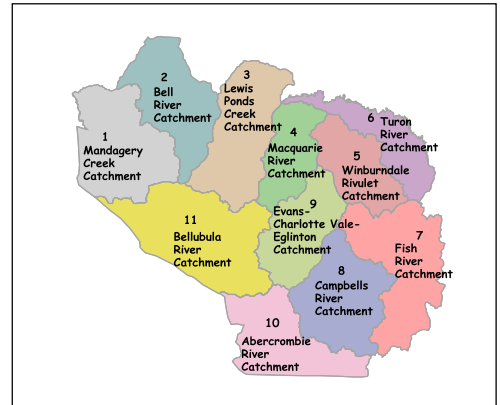 1
Mandagery
Creek
Catchment
2
Bell
River
Catchment
3
Lewis
Ponds
Creek
Catchment
4
Macquarie
River
Catchment
5
Winburndale
Rivulet
Catchment
6 Turon
River
Catchment
7
Fish
River
Catchment
8
Campbells
River
Catchment
9
Evans-
Charlotte Vale-
Eglinton
Catchment
10
Abercrombie
River
Catchment
11
Bellubula
River
Catchment